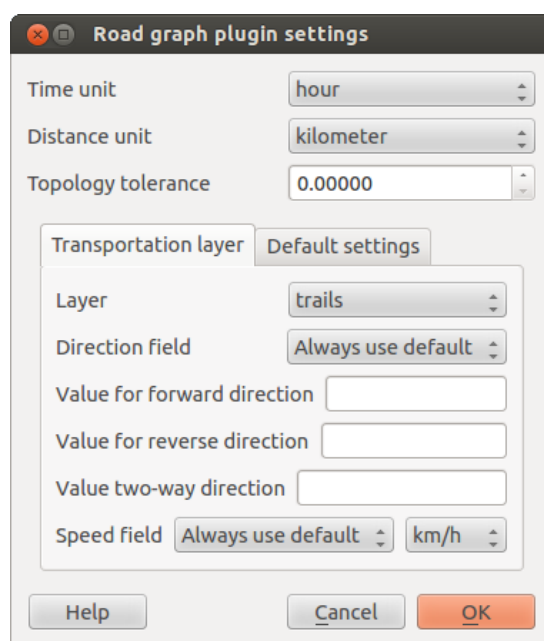 Road graph plugin settings
Time unit hour
Distance unit kilometer
Topology tolerance 0.00000
Transportation layer Default settings
Layer trails
Direction field Always use default
Value for forward direction
Value for reverse direction
Value two-way direction
Speed field Always use default km/h
Help Cancel OK